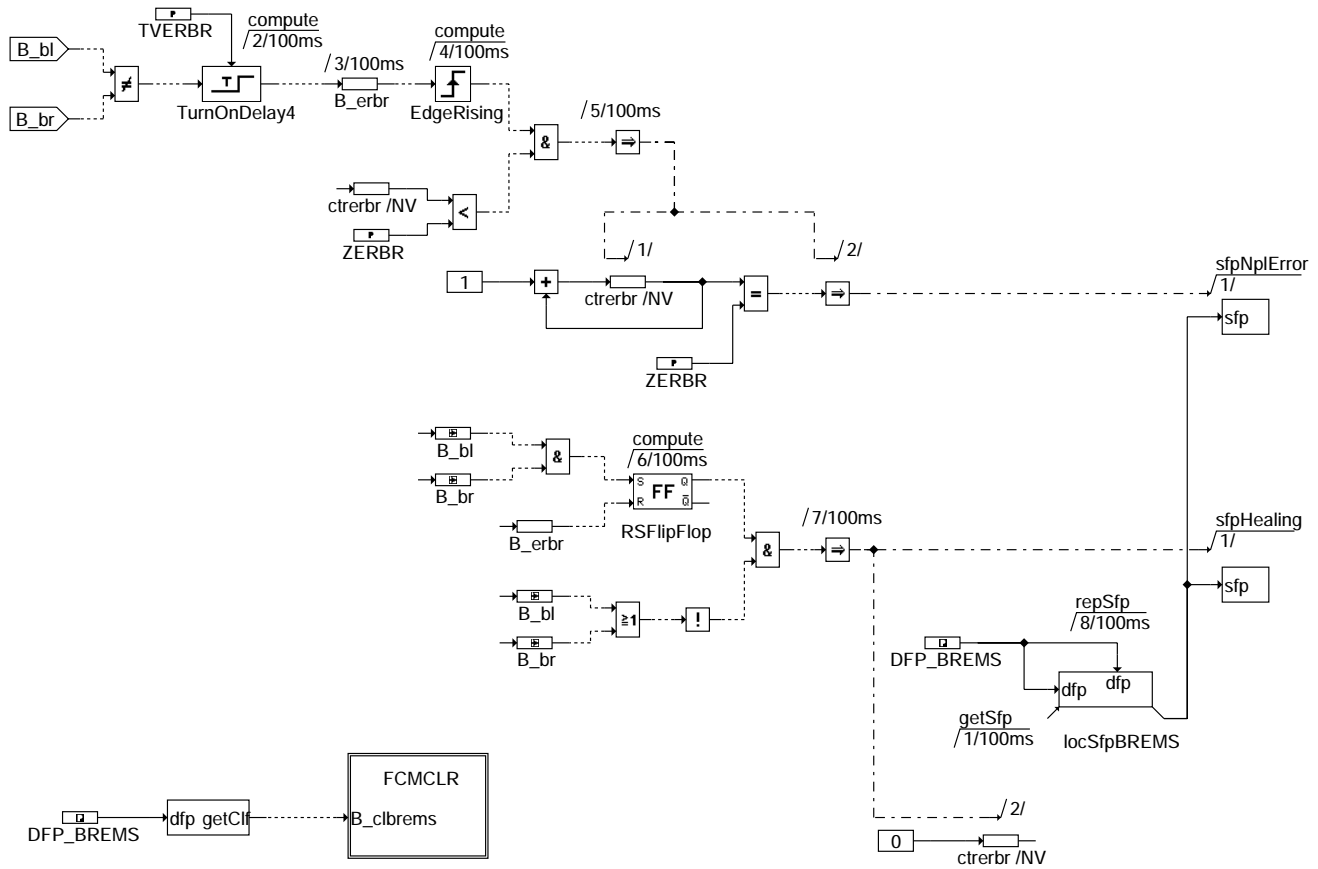 P
TVERBR
compute
/2/100ms
B_bl
B_br
≠
T
TurnOnDelay4
/3/100ms
B_erbr
compute
/4/100ms
EdgeRising
&
/5/100ms
⇒
ctrerbr /NV
<
P
ZERBR
/1/
/2/
1
+
ctrerbr /NV
=
⇒
P
ZERBR
sfpNplError
1/
sfp
B_bl
B_br
&
compute
/6/100ms
S Q
FF
R Q̅
RSFlipFlop
B_erbr
&
/7/100ms
⇒
sfpHealing
1/
sfp
B_bl
B_br
≧1
!
repSfp
/8/100ms
DFP_BREMS
dfp
dfp
getSfp
/1/100ms
locSfpBREMS
FCMCLR
B_clbrems
DFP_BREMS
dfp getClf
/2/
0
ctrerbr /NV